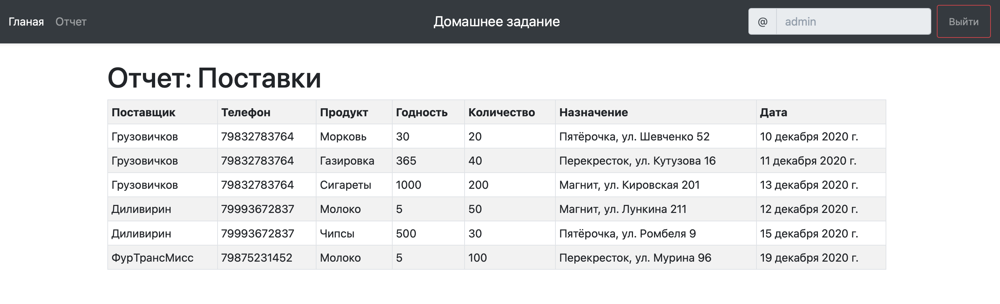 Гланая Отчет Домашнее задание @ admin Выйти
Отчет: Поставки
Поставщик Телефон Продукт Годность Количество Назначение Дата
Грузовичков 79832783764 Морковь 30 20 Пятёрочка, ул. Шевченко 52 10 декабря 2020 г.
Грузовичков 79832783764 Газировка 365 40 Перекресток, ул. Кутузова 16 11 декабря 2020 г.
Грузовичков 79832783764 Сигареты 1000 200 Магнит, ул. Кировская 201 13 декабря 2020 г.
Диливирин 79993672837 Молоко 5 50 Магнит, ул. Лункина 211 12 декабря 2020 г.
Диливирин 79993672837 Чипсы 500 30 Пятёрочка, ул. Ромбеля 9 15 декабря 2020 г.
ФурТрансМисс 79875231452 Молоко 5 100 Перекресток, ул. Мурина 96 19 декабря 2020 г.